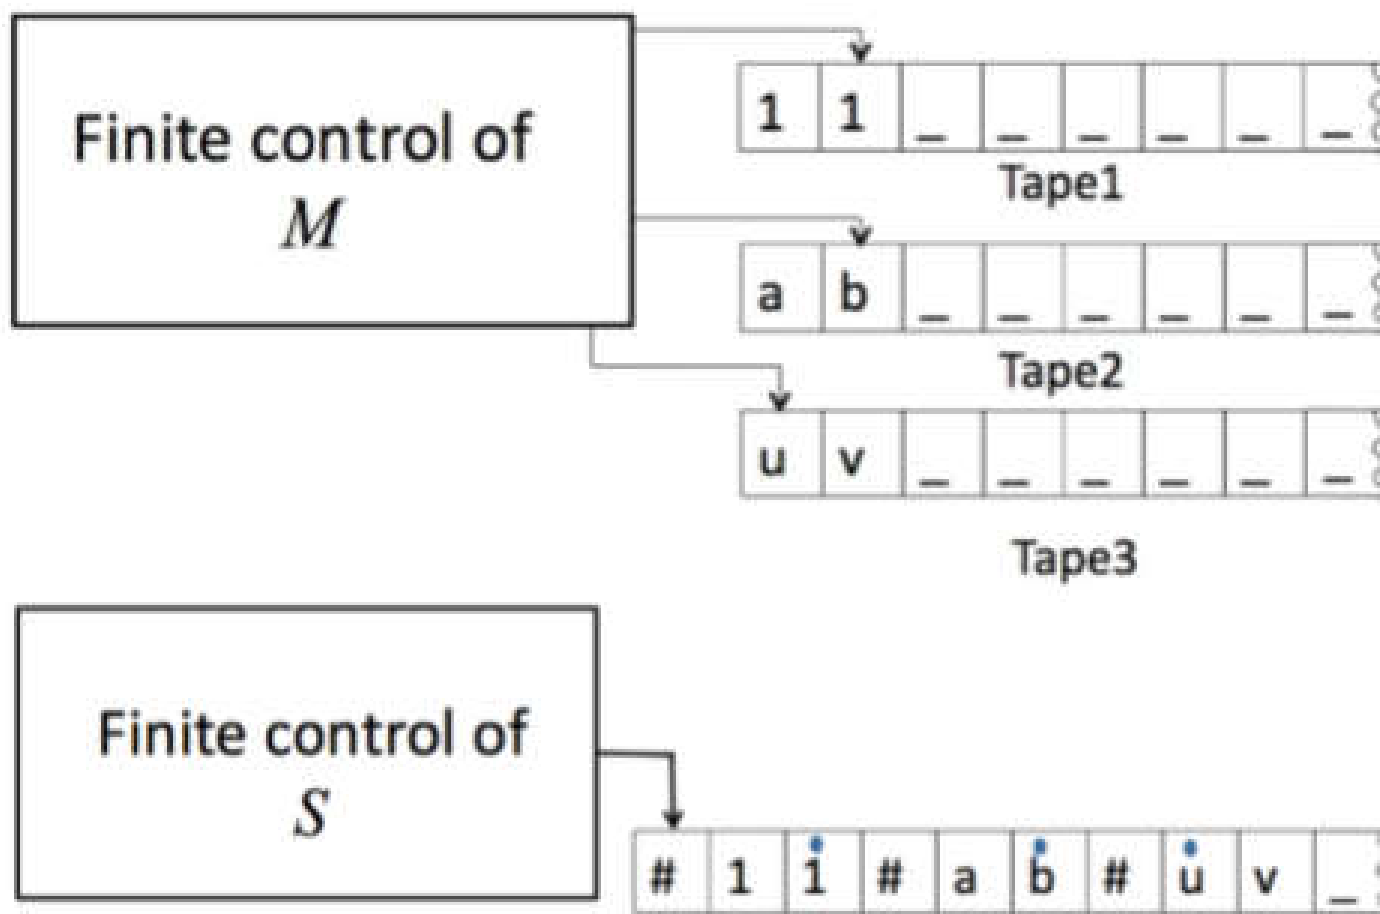 Finite control of
M
1 1 _ _ _ _ _ _
Tape1
a b _ _ _ _ _ _
Tape2
u v _ _ _ _ _ _
Tape3
Finite control of
S
# 1 1̇ # a ḃ # u̇ v _